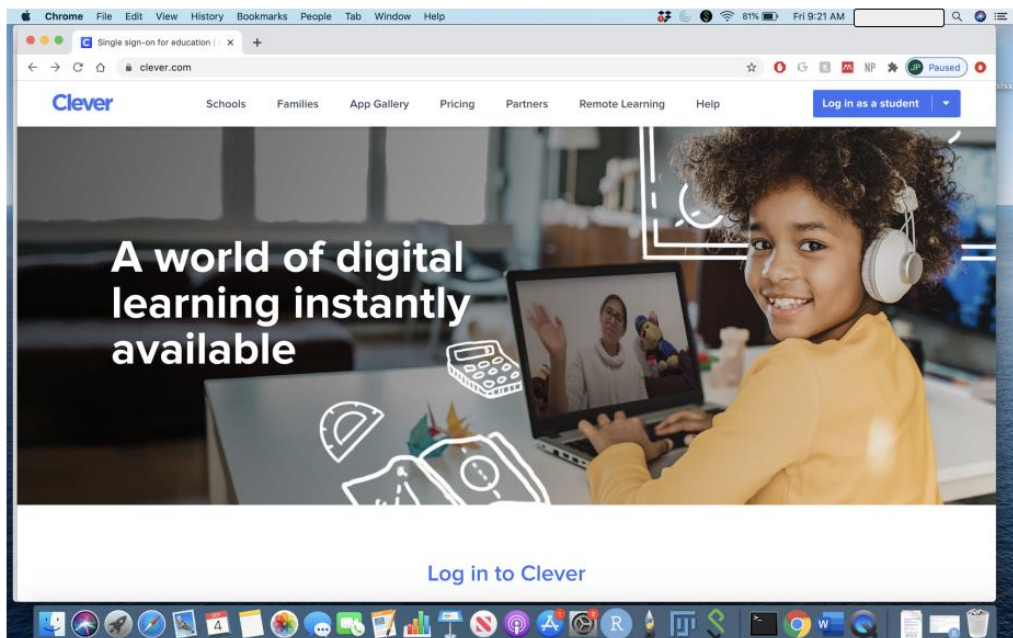 Chrome File Edit View History Bookmarks People Tab Window Help 81% Fri 9:21 AM
Single sign-on for education |
clever.com NP JP Paused
Clever Schools Families App Gallery Pricing Partners Remote Learning Help Log in as a student
A world of digital
learning instantly
available
Log in to Clever
SEP
4
R
W